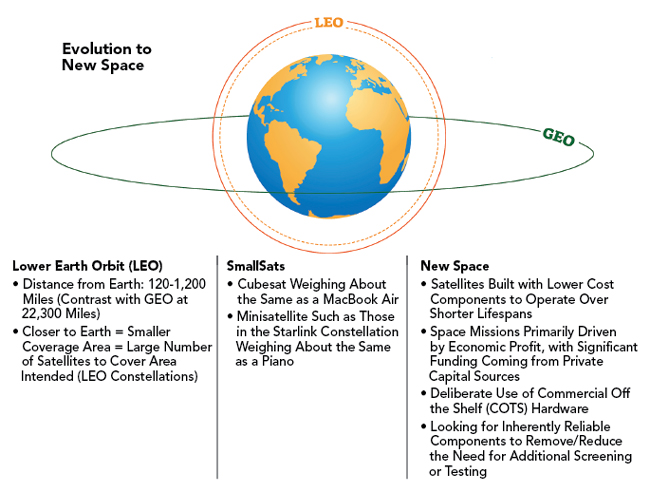 LEO
Evolution to
New Space
GEO
Lower Earth Orbit (LEO)
• Distance from Earth: 120-1,200
Miles (Contrast with GEO at
22,300 Miles)
• Closer to Earth = Smaller
Coverage Area = Large Number
of Satellites to Cover Area
Intended (LEO Constellations)
SmallSats
• Cubesat Weighing About
the Same as a MacBook Air
• Minisatellite Such as Those
in the Starlink Constellation
Weighing About the Same
as a Piano
New Space
• Satellites Built with Lower Cost
Components to Operate Over
Shorter Lifespans
• Space Missions Primarily Driven
by Economic Profit, with Significant
Funding Coming from Private
Capital Sources
• Deliberate Use of Commercial Off
the Shelf (COTS) Hardware
• Looking for Inherently Reliable
Components to Remove/Reduce
the Need for Additional Screening
or Testing